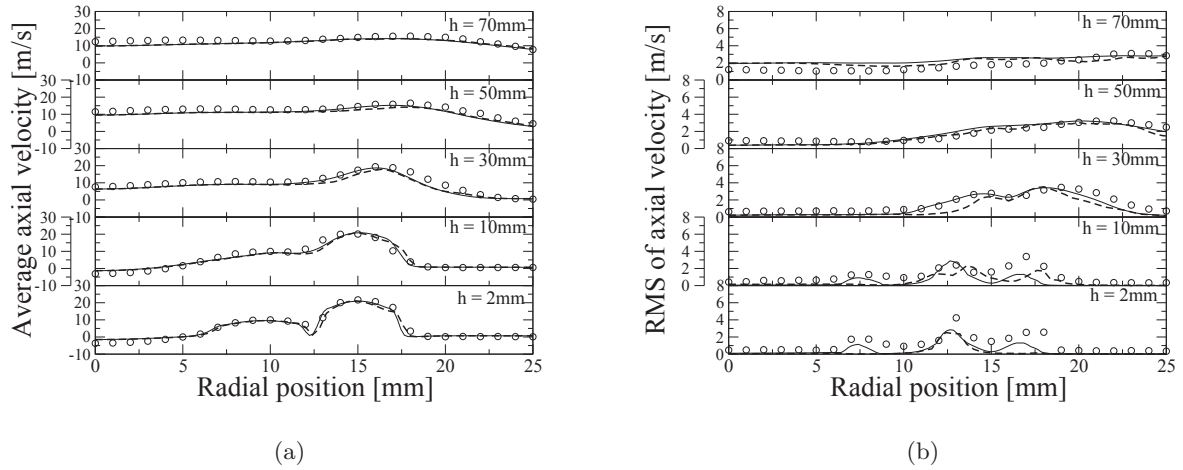 30
20
10
0
-10
h = 70mm
30
20
10
0
-10
h = 50mm
30
20
10
0
-10
h = 30mm
30
20
10
0
-10
h = 10mm
30
20
10
0
-10
h = 2mm
0 5 10 15 20 25
Average axial velocity [m/s]
Radial position [mm]
(a)
8
6
4
2
0
h = 70mm
8
6
4
2
0
h = 50mm
8
6
4
2
0
h = 30mm
8
6
4
2
0
h = 10mm
8
6
4
2
0
h = 2mm
0 5 10 15 20 25
RMS of axial velocity [m/s]
Radial position [mm]
(b)